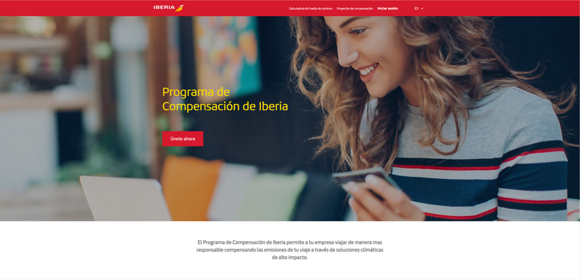 IBERIA
Calculadora de huella de carbono Proyectos de compensación Iniciar sesión ES
Programa de
Compensación de Iberia
Únete ahora
El Programa de Compensación de Iberia permite a tu empresa viajar de manera mas
responsable compensando las emisiones de tu viaje a través de soluciones climáticas
de alto impacto.